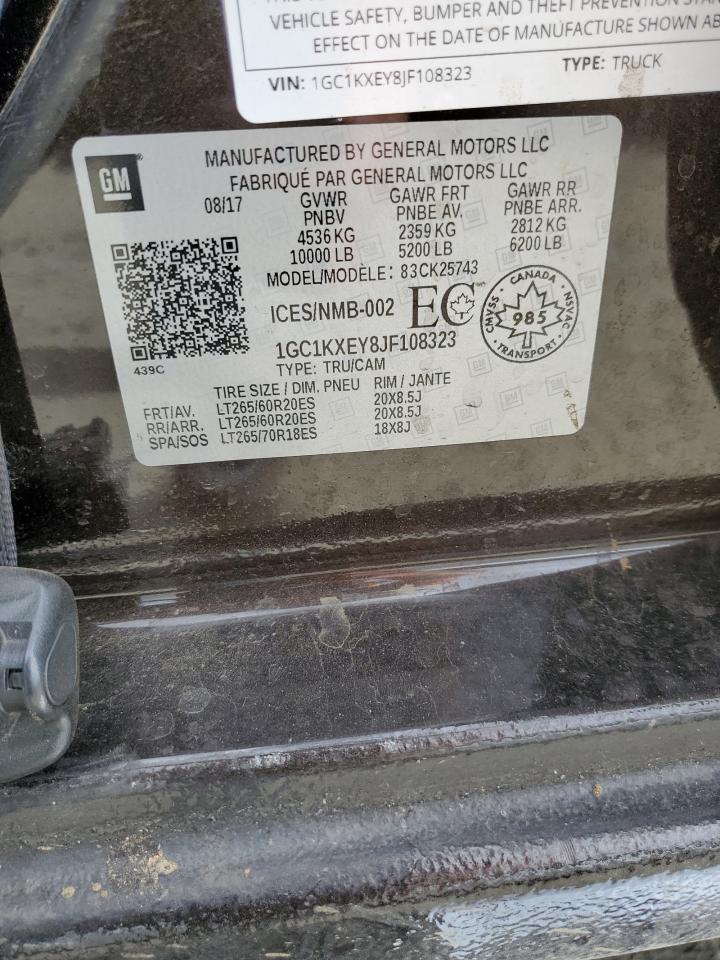 VEHICLE SAFETY, BUMPER AND THEFT PREVENTION
EFFECT ON THE DATE OF MANUFACTURE SHOWN
VIN: 1GC1KXEY8JF108323 TYPE: TRUCK
GM
MANUFACTURED BY GENERAL MOTORS LLC
FABRIQUÉ PAR GENERAL MOTORS LLC
08/17 GVWR GAWR FRT GAWR RR
PNBV PNBE AV. PNBE ARR.
4536 KG 2359 KG 2812 KG
10000 LB 5200 LB 6200 LB
MODEL/MODÈLE: 83CK25743
ICES/NMB-002 EC
CANADA
CMVSS 985 NSVAC
TRANSPORT
1GC1KXEY8JF108323
439C
TYPE: TRU/CAM
TIRE SIZE / DIM. PNEU RIM / JANTE
FRT/AV. LT265/60R20ES 20X8.5J
RR/ARR. LT265/60R20ES 20X8.5J
SPA/SOS LT265/70R18ES 18X8J